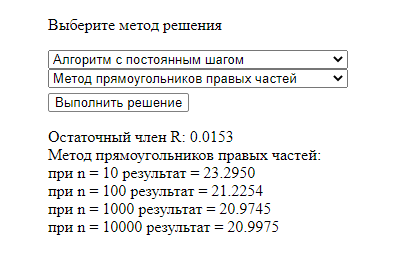 Выберите метод решения
Алгоритм с постоянным шагом
Метод прямоугольников правых частей
Выполнить решение
Остаточный член R: 0.0153
Метод прямоугольников правых частей:
при n = 10 результат = 23.2950
при n = 100 результат = 21.2254
при n = 1000 результат = 20.9745
при n = 10000 результат = 20.9975